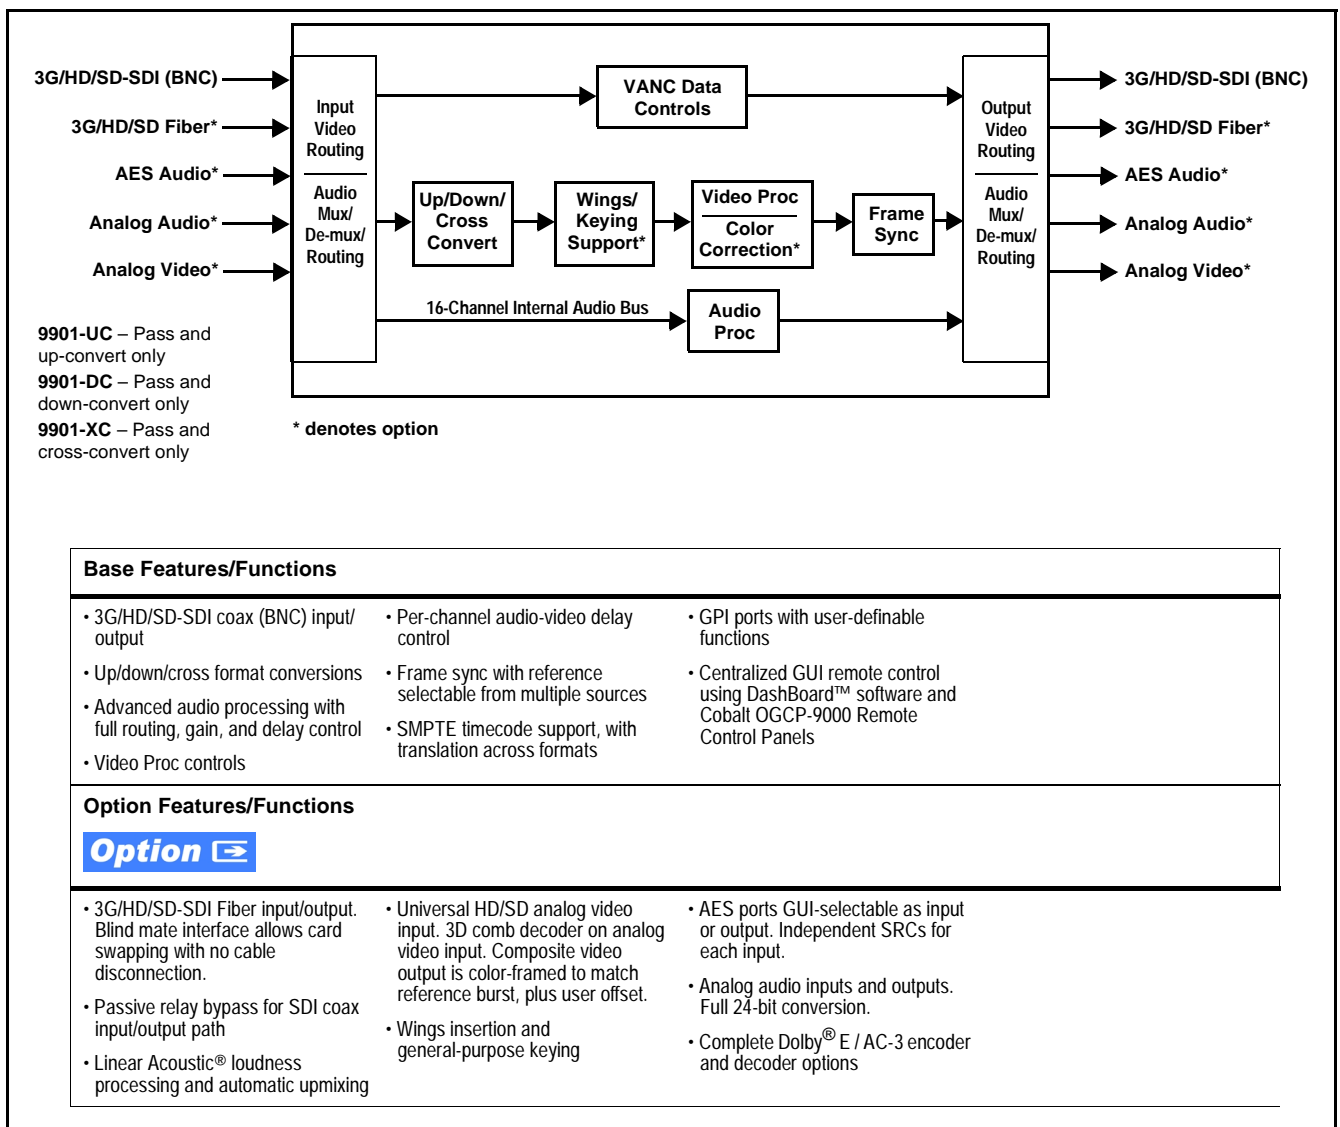 3G/HD/SD-SDI (BNC)
3G/HD/SD Fiber*
AES Audio*
Analog Audio*
Analog Video*
Input
Video
Routing
Audio
Mux/
De-mux/
Routing
VANC Data
Controls
Up/Down/
Cross
Convert
Wings/
Keying
Support*
Video Proc
Color
Correction*
Frame
Sync
16-Channel Internal Audio Bus
Audio
Proc
Output
Video
Routing
Audio
Mux/
De-mux/
Routing
3G/HD/SD-SDI (BNC)
3G/HD/SD Fiber*
AES Audio*
Analog Audio*
Analog Video*
9901-UC – Pass and
up-convert only
9901-DC – Pass and
down-convert only
9901-XC – Pass and
cross-convert only
* denotes option
Base Features/Functions
• 3G/HD/SD-SDI coax (BNC) input/
output
• Up/down/cross format conversions
• Advanced audio processing with
full routing, gain, and delay control
• Video Proc controls
• Per-channel audio-video delay
control
• Frame sync with reference
selectable from multiple sources
• SMPTE timecode support, with
translation across formats
• GPI ports with user-definable
functions
• Centralized GUI remote control
using DashBoard™ software and
Cobalt OGCP-9000 Remote
Control Panels
Option Features/Functions
Option
• 3G/HD/SD-SDI Fiber input/output.
Blind mate interface allows card
swapping with no cable
disconnection.
• Passive relay bypass for SDI coax
input/output path
• Linear Acoustic® loudness
processing and automatic upmixing
• Universal HD/SD analog video
input. 3D comb decoder on analog
video input. Composite video
output is color-framed to match
reference burst, plus user offset.
• Wings insertion and
general-purpose keying
• AES ports GUI-selectable as input
or output. Independent SRCs for
each input.
• Analog audio inputs and outputs.
Full 24-bit conversion.
• Complete Dolby® E / AC-3 encoder
and decoder options